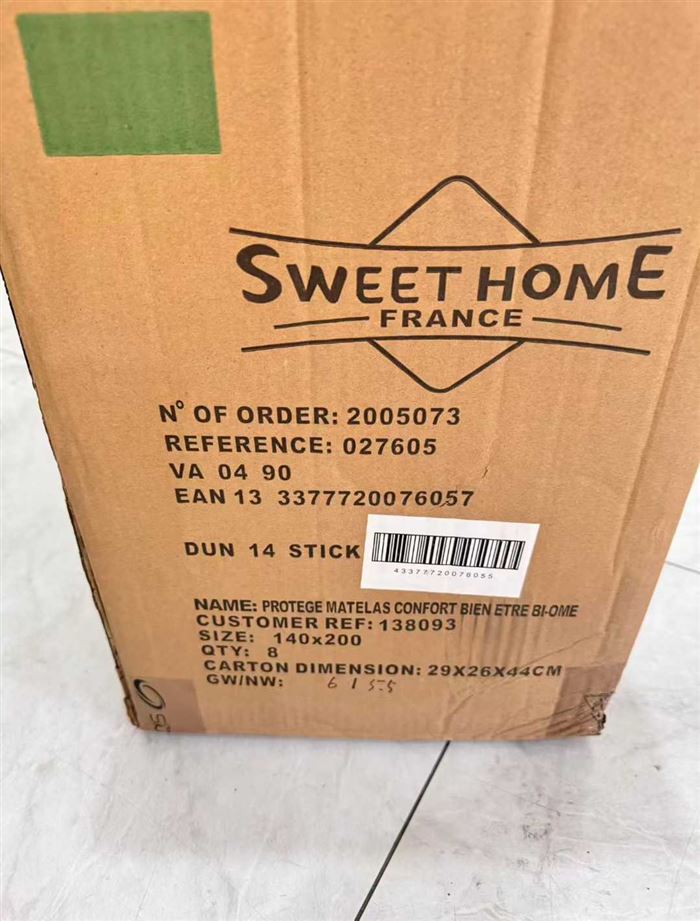 SWEET HOME
FRANCE
N° OF ORDER: 2005073
REFERENCE: 027605
VA 04 90
EAN 13 3377720076057
DUN 14 STICK
43377720076055
NAME: PROTEGE MATELAS CONFORT BIEN ETRE BI-OME
CUSTOMER REF: 138093
SIZE: 140x200
QTY: 8
CARTON DIMENSION: 29X26X44CM
GW/NW: 6 / 5.5